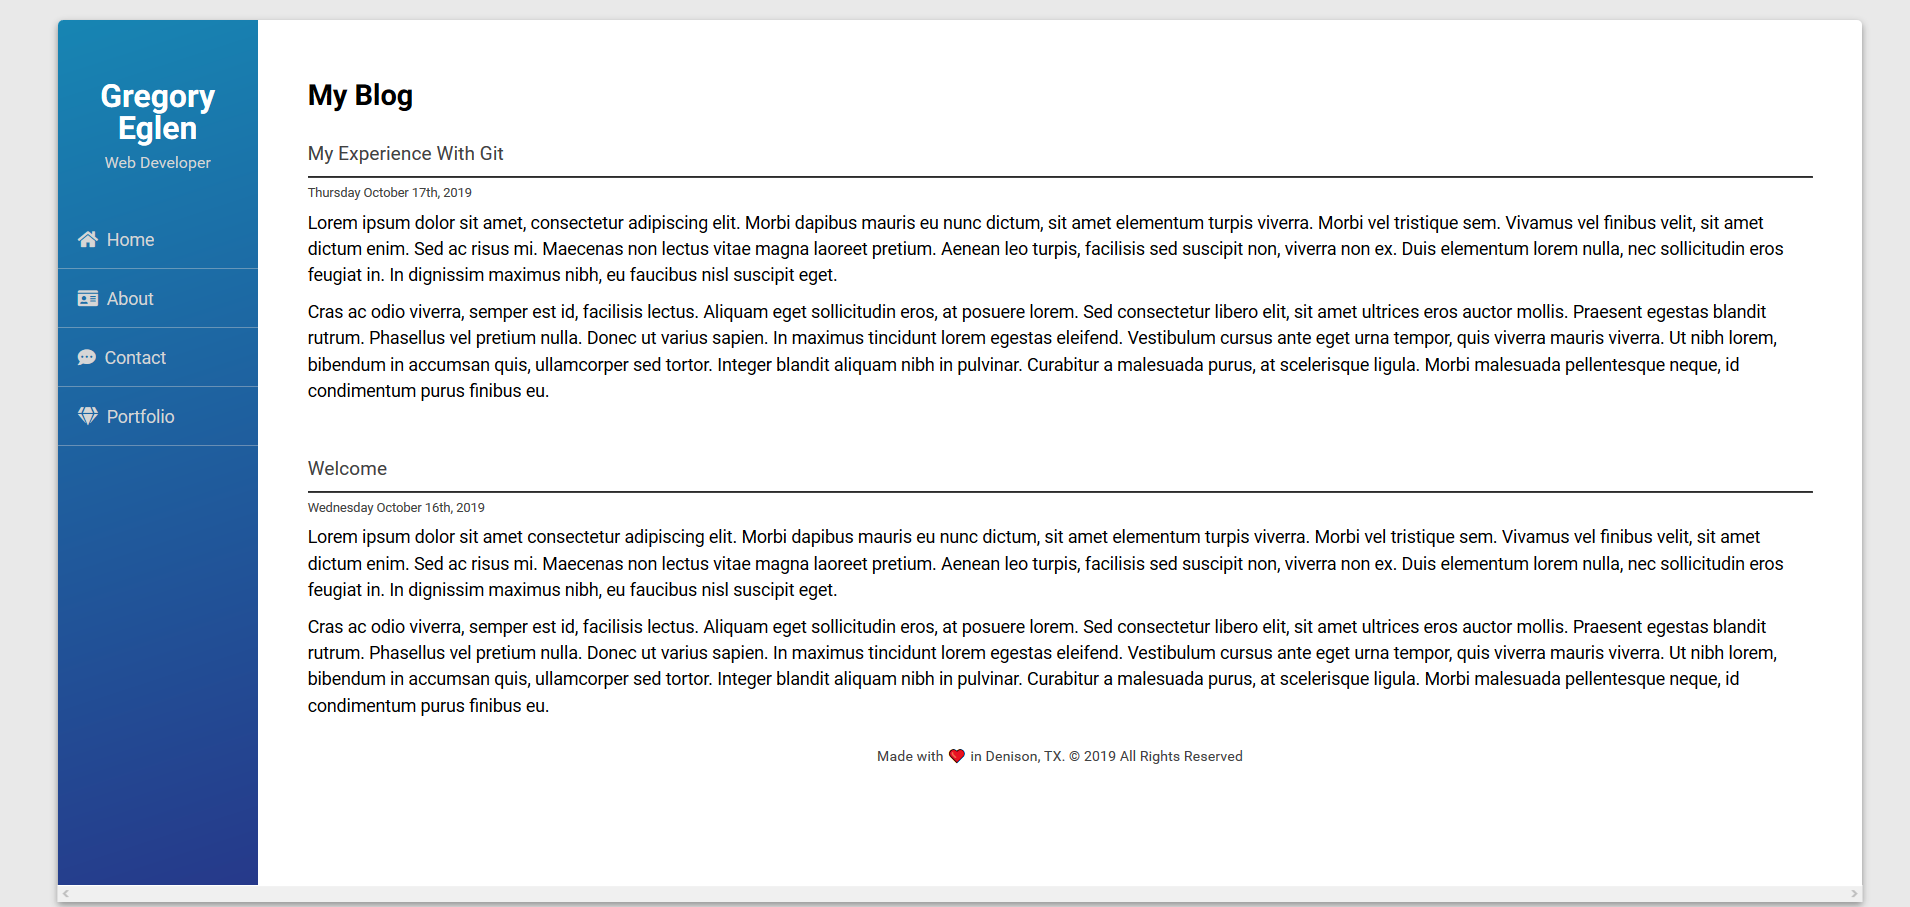 Gregory
Eglen
Web Developer
Home
About
Contact
Portfolio
My Blog
My Experience With Git
Thursday October 17th, 2019
Lorem ipsum dolor sit amet, consectetur adipiscing elit. Morbi dapibus mauris eu nunc dictum, sit amet elementum turpis viverra. Morbi vel tristique sem. Vivamus vel finibus velit, sit amet
dictum enim. Sed ac risus mi. Maecenas non lectus vitae magna laoreet pretium. Aenean leo turpis, facilisis sed suscipit non, viverra non ex. Duis elementum lorem nulla, nec sollicitudin eros
feugiat in. In dignissim maximus nibh, eu faucibus nisl suscipit eget.
Cras ac odio viverra, semper est id, facilisis lectus. Aliquam eget sollicitudin eros, at posuere lorem. Sed consectetur libero elit, sit amet ultrices eros auctor mollis. Praesent egestas blandit
rutrum. Phasellus vel pretium nulla. Donec ut varius sapien. In maximus tincidunt lorem egestas eleifend. Vestibulum cursus ante eget urna tempor, quis viverra mauris viverra. Ut nibh lorem,
bibendum in accumsan quis, ullamcorper sed tortor. Integer blandit aliquam nibh in pulvinar. Curabitur a malesuada purus, at scelerisque ligula. Morbi malesuada pellentesque neque, id
condimentum purus finibus eu.
Welcome
Wednesday October 16th, 2019
Lorem ipsum dolor sit amet consectetur adipiscing elit. Morbi dapibus mauris eu nunc dictum, sit amet elementum turpis viverra. Morbi vel tristique sem. Vivamus vel finibus velit, sit amet
dictum enim. Sed ac risus mi. Maecenas non lectus vitae magna laoreet pretium. Aenean leo turpis, facilisis sed suscipit non, viverra non ex. Duis elementum lorem nulla, nec sollicitudin eros
feugiat in. In dignissim maximus nibh, eu faucibus nisl suscipit eget.
Cras ac odio viverra, semper est id, facilisis lectus. Aliquam eget sollicitudin eros, at posuere lorem. Sed consectetur libero elit, sit amet ultrices eros auctor mollis. Praesent egestas blandit
rutrum. Phasellus vel pretium nulla. Donec ut varius sapien. In maximus tincidunt lorem egestas eleifend. Vestibulum cursus ante eget urna tempor, quis viverra mauris viverra. Ut nibh lorem,
bibendum in accumsan quis, ullamcorper sed tortor. Integer blandit aliquam nibh in pulvinar. Curabitur a malesuada purus, at scelerisque ligula. Morbi malesuada pellentesque neque, id
condimentum purus finibus eu.
Made with ❤ in Denison, TX. © 2019 All Rights Reserved